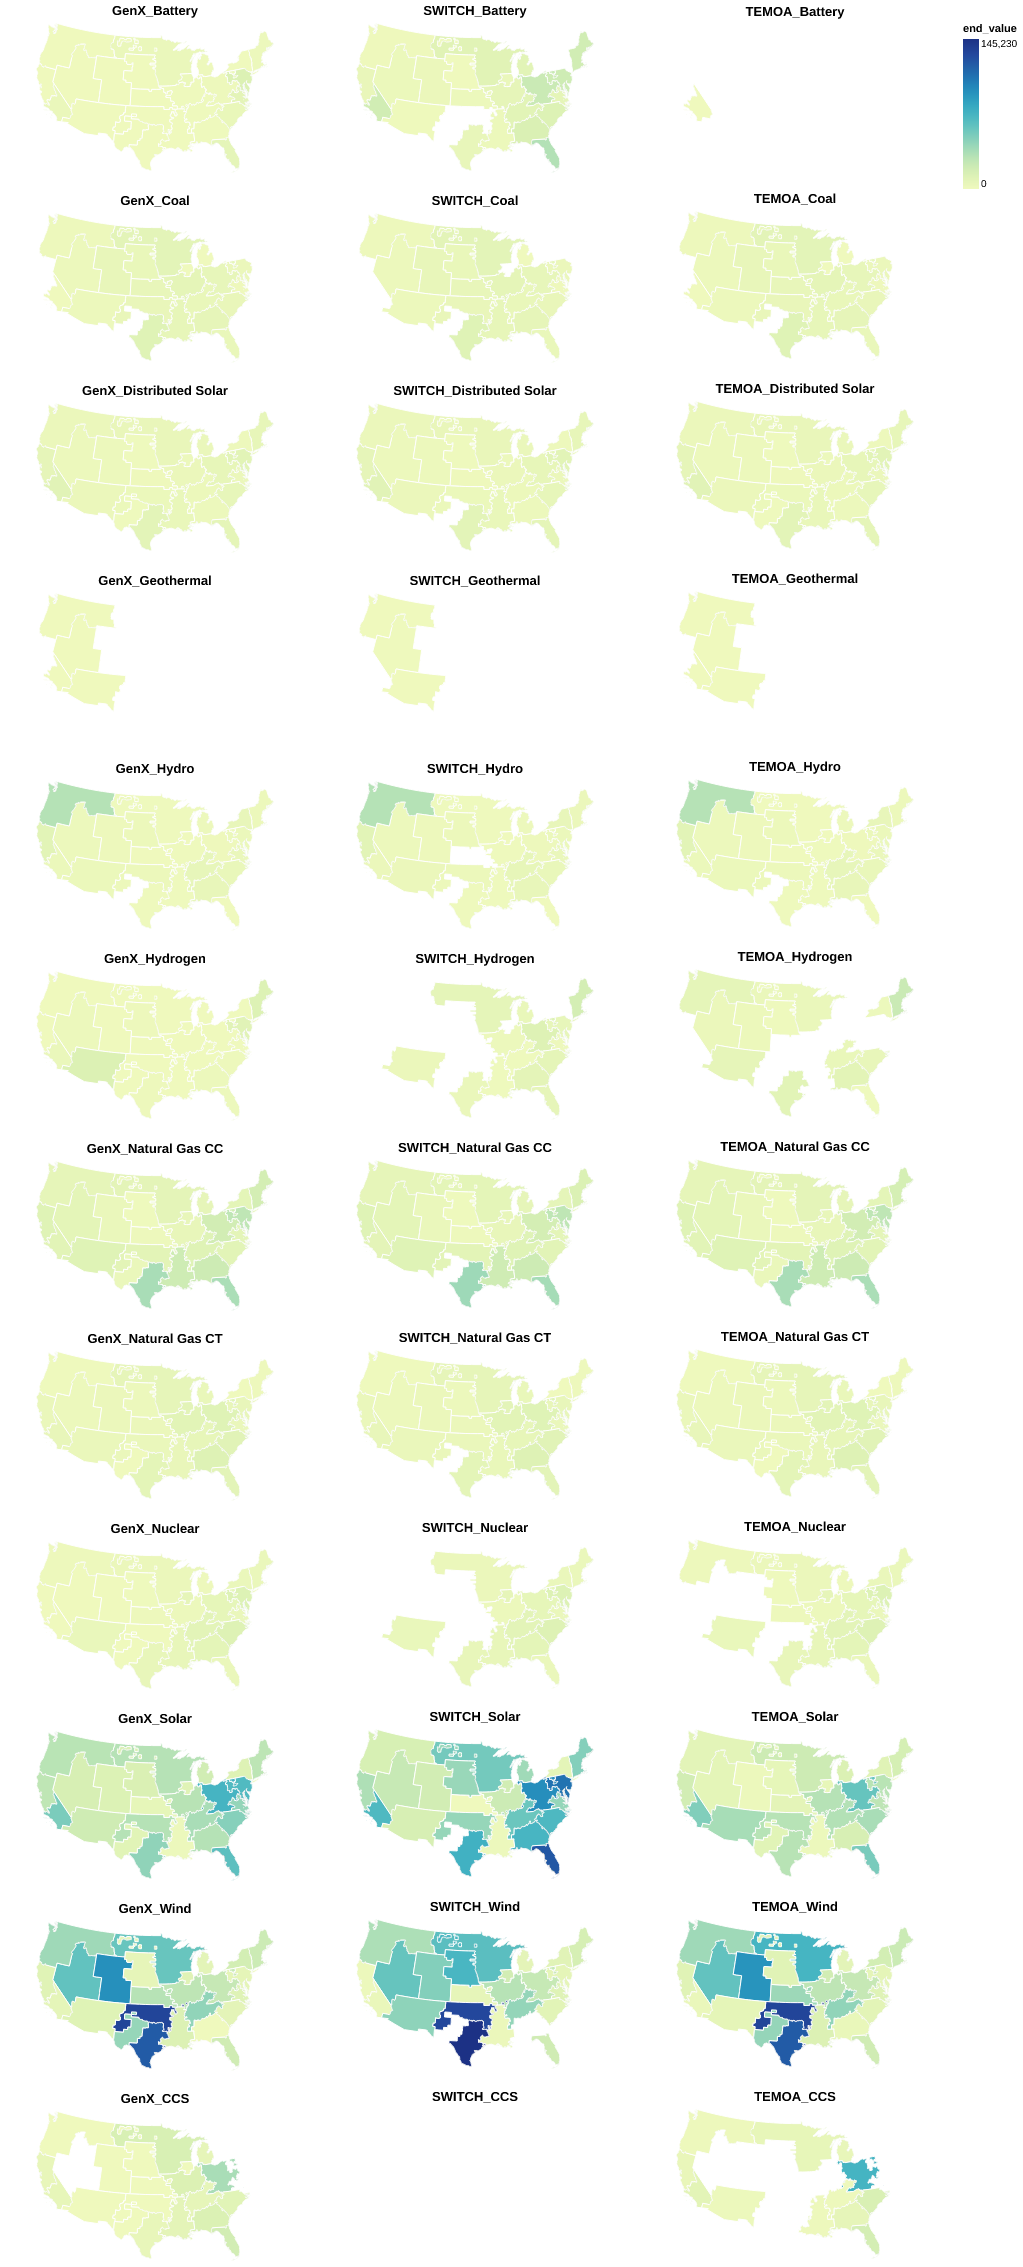 GenX_Battery
SWITCH_Battery
TEMOA_Battery
end_value
145,230
0
GenX_Coal
SWITCH_Coal
TEMOA_Coal
GenX_Distributed Solar
SWITCH_Distributed Solar
TEMOA_Distributed Solar
GenX_Geothermal
SWITCH_Geothermal
TEMOA_Geothermal
GenX_Hydro
SWITCH_Hydro
TEMOA_Hydro
GenX_Hydrogen
SWITCH_Hydrogen
TEMOA_Hydrogen
GenX_Natural Gas CC
SWITCH_Natural Gas CC
TEMOA_Natural Gas CC
GenX_Natural Gas CT
SWITCH_Natural Gas CT
TEMOA_Natural Gas CT
GenX_Nuclear
SWITCH_Nuclear
TEMOA_Nuclear
GenX_Solar
SWITCH_Solar
TEMOA_Solar
GenX_Wind
SWITCH_Wind
TEMOA_Wind
GenX_CCS
SWITCH_CCS
TEMOA_CCS